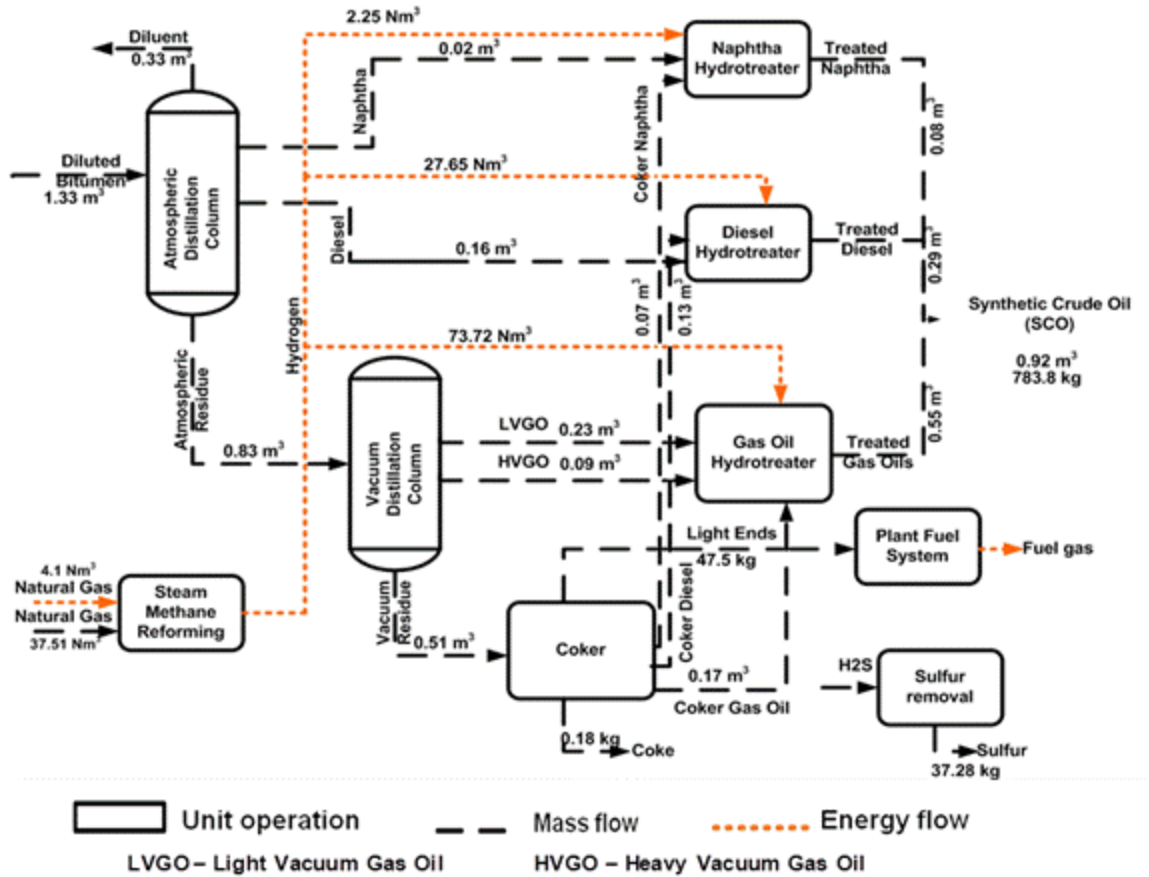 Diluent
0.33 m³
2.25 Nm³
0.02 m³
Naphtha
Hydrotreater
Treated
Naphtha
Naphtha
Coker Naphtha
0.08 m³
Diluted
Bitumen
1.33 m³
Atmospheric
Distillation
Column
27.65 Nm³
Diesel
0.16 m³
Diesel
Hydrotreater
Treated
Diesel
0.29 m³
0.07 m³
0.13 m³
Synthetic Crude Oil
(SCO)
0.92 m³
783.8 kg
Hydrogen
73.72 Nm³
Atmospheric
Residue
0.83 m³
Vacuum
Distillation
Column
LVGO 0.23 m³
HVGO 0.09 m³
Gas Oil
Hydrotreater
Treated
Gas Oils
0.55 m³
Light Ends
47.5 kg
Plant Fuel
System
Fuel gas
4.1 Nm³
Natural Gas
Natural Gas
37.51 Nm³
Steam
Methane
Reforming
Vacuum
Residue
0.51 m³
Coker
Coker Diesel
0.17 m³
Coker Gas Oil
H2S
Sulfur
removal
0.18 kg
Coke
Sulfur
37.28 kg
Unit operation
Mass flow
Energy flow
LVGO – Light Vacuum Gas Oil
HVGO – Heavy Vacuum Gas Oil